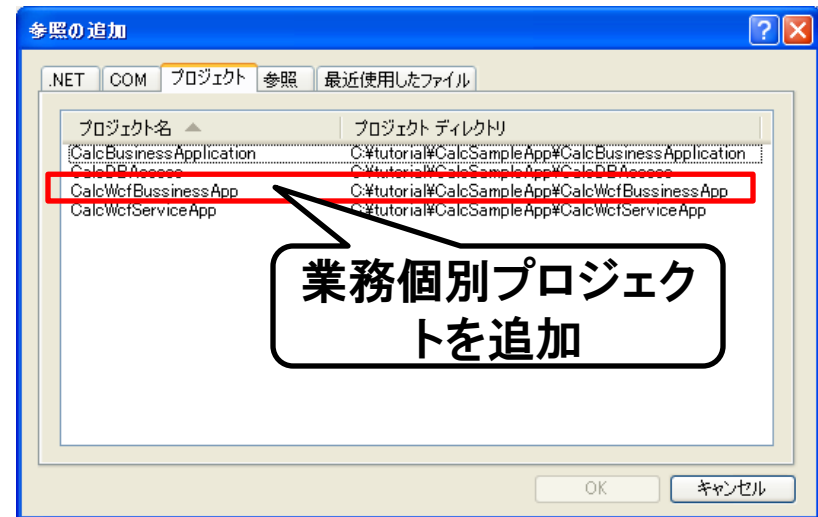 参照の追加
.NET COM プロジェクト 参照 最近使用したファイル
プロジェクト名 プロジェクト ディレクトリ
CalcBusinessApplication C:¥tutorial¥CalcSampleApp¥CalcBusinessApplication
CalcDBAccess C:¥tutorial¥CalcSampleApp¥CalcDBAccess
CalcWcfBussinessApp C:¥tutorial¥CalcSampleApp¥CalcWcfBussinessApp
CalcWcfServiceApp C:¥tutorial¥CalcSampleApp¥CalcWcfServiceApp
業務個別プロジェク
トを追加
OK キャンセル